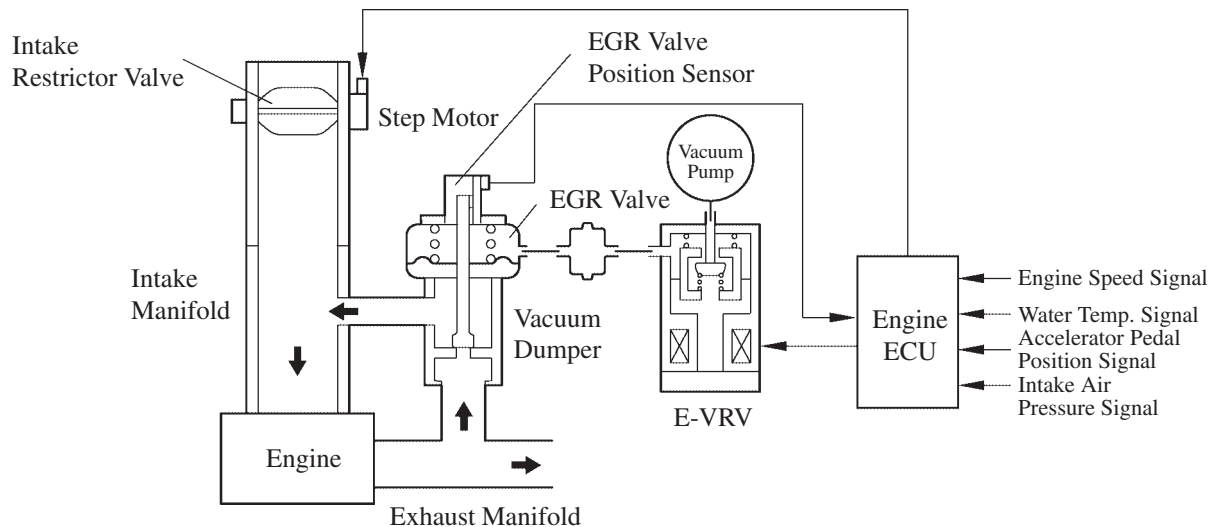 Intake
Restrictor Valve
EGR Valve
Position Sensor
Step Motor
Vacuum
Pump
EGR Valve
Intake
Manifold
Vacuum
Dumper
Engine
ECU
Engine Speed Signal
Water Temp. Signal
Accelerator Pedal
Position Signal
Intake Air
Pressure Signal
E-VRV
Engine
Exhaust Manifold